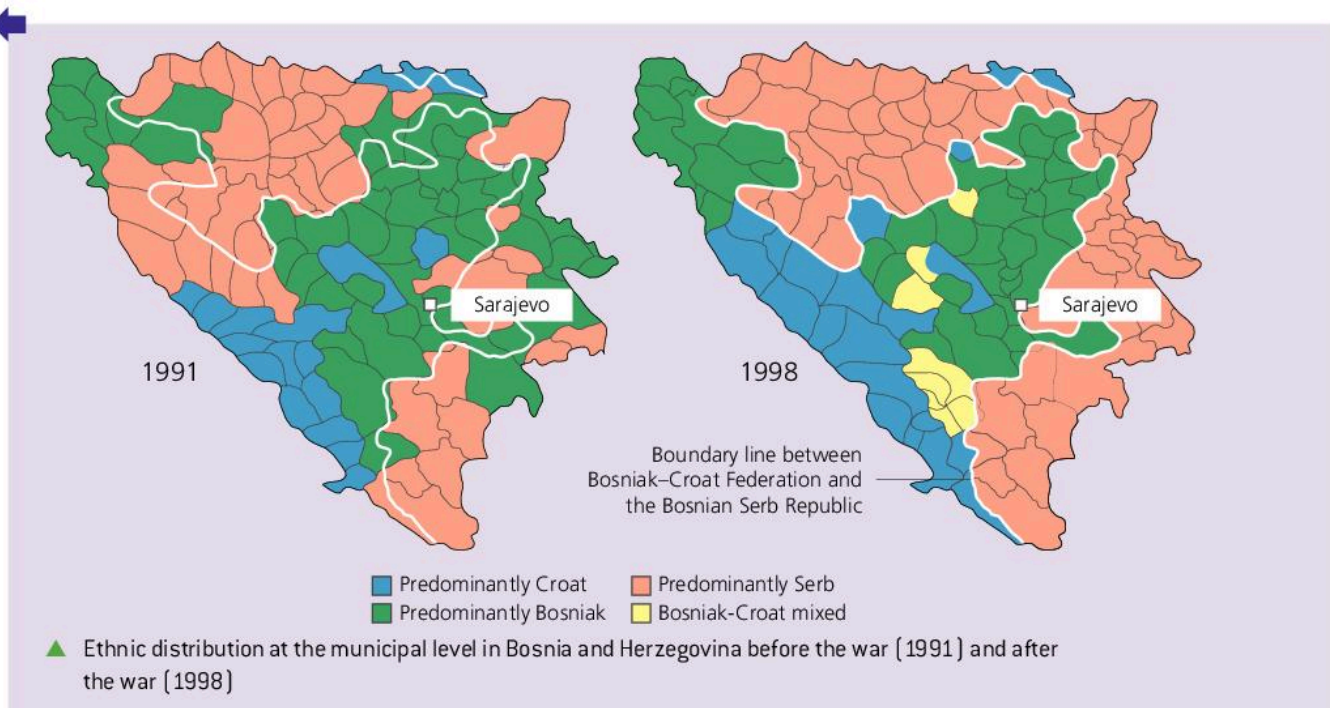 Sarajevo
1991
Sarajevo
1998
Boundary line between
Bosniak–Croat Federation and
the Bosnian Serb Republic
Predominantly Croat
Predominantly Serb
Predominantly Bosniak
Bosniak-Croat mixed
Ethnic distribution at the municipal level in Bosnia and Herzegovina before the war (1991) and after
the war (1998)